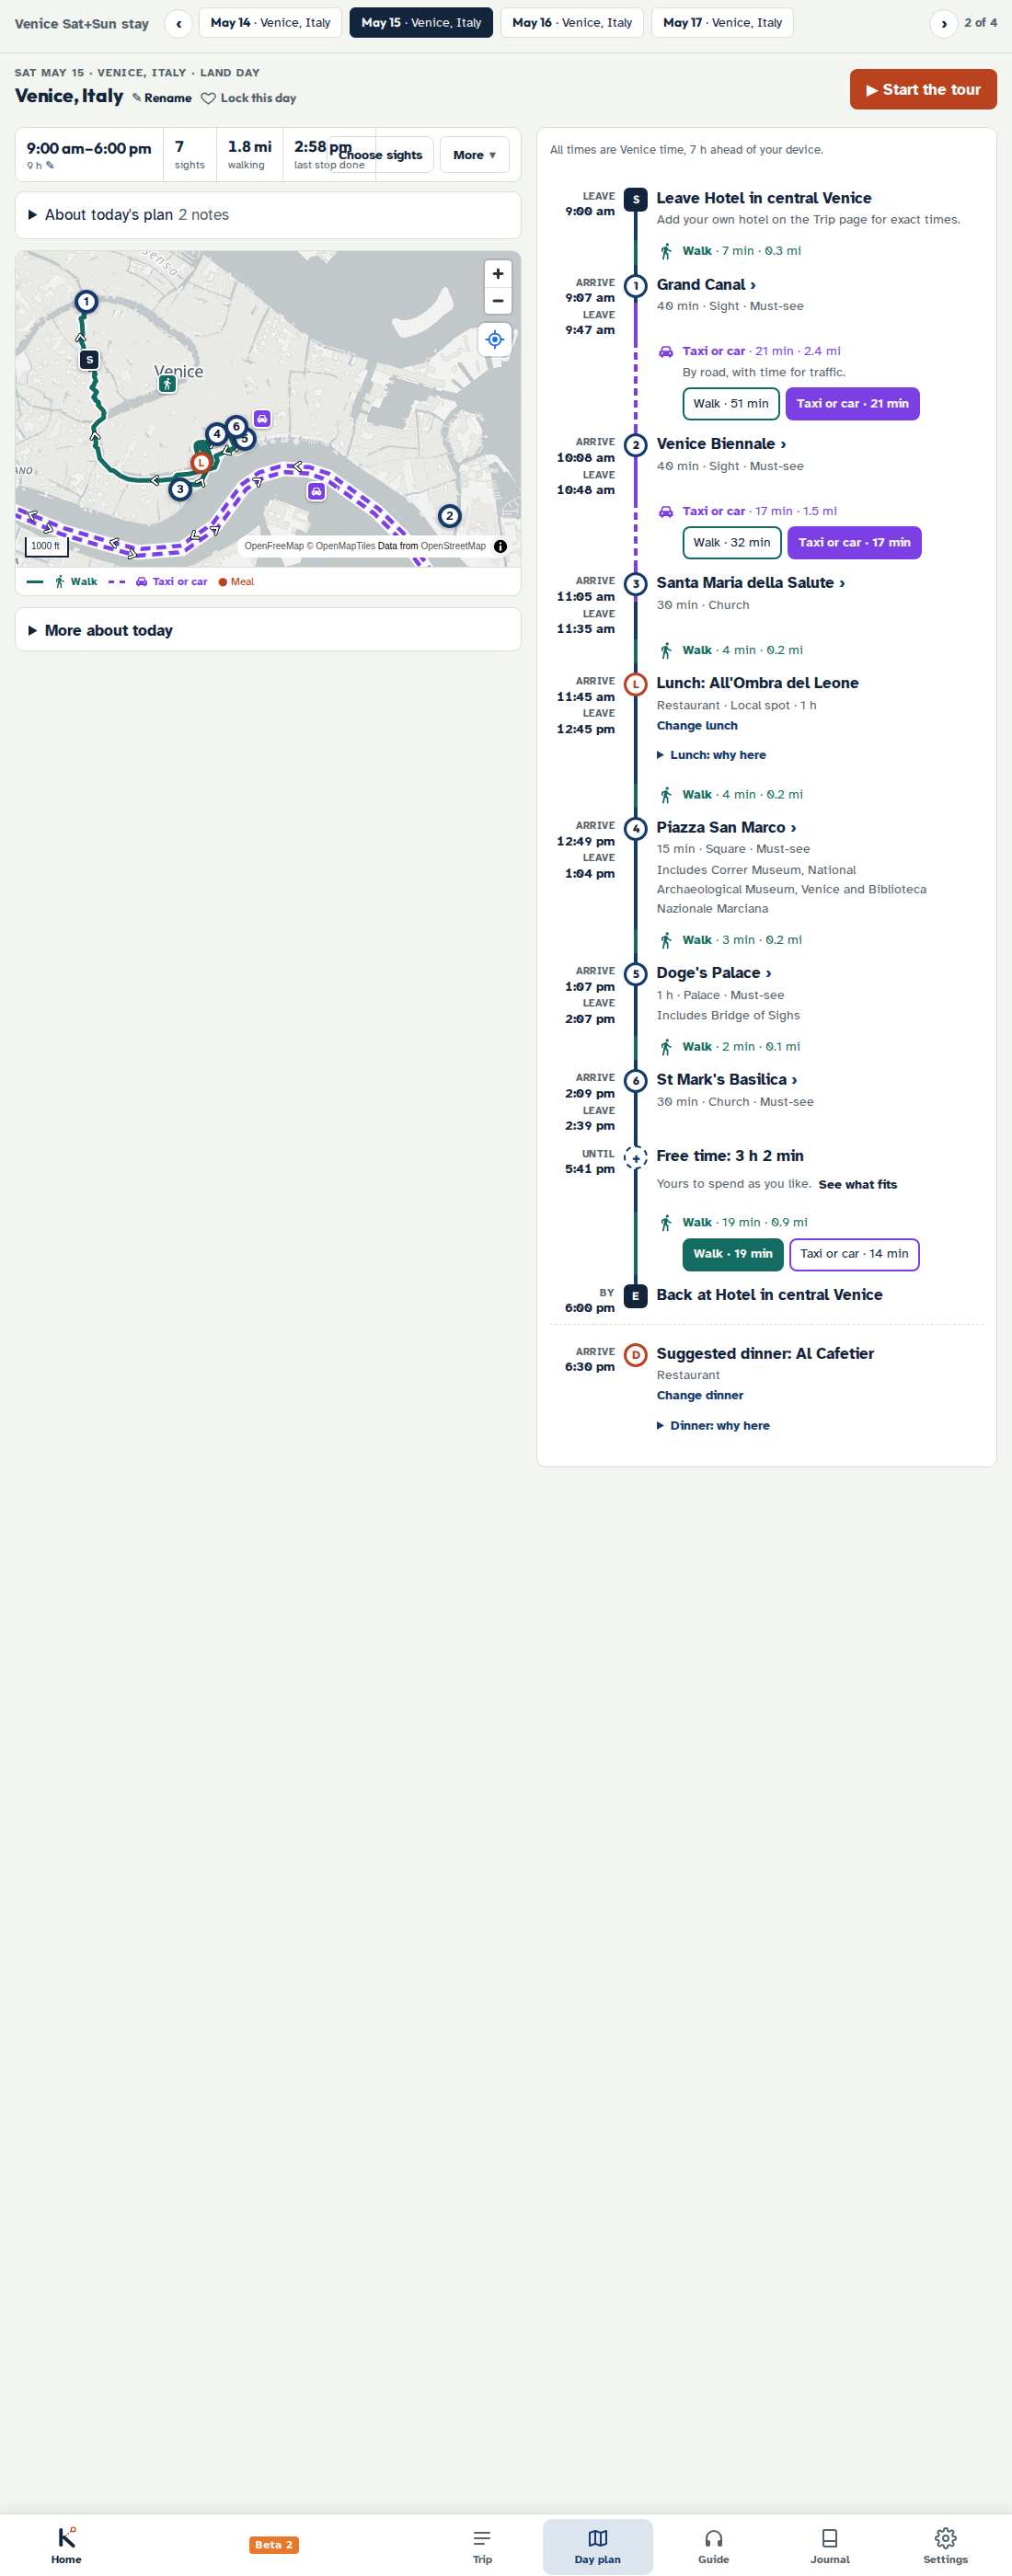 Venice Sat+Sun stay
‹
May 14 · Venice, Italy
May 15 · Venice, Italy
May 16 · Venice, Italy
May 17 · Venice, Italy
›
2 of 4
SAT MAY 15 · VENICE, ITALY · LAND DAY
Venice, Italy ✎ Rename Lock this day
▶ Start the tour
9:00 am–6:00 pm
9 h ✎
7
sights
1.8 mi
walking
2:58 pm
last stop done
Choose sights
More ▾
▶ About today's plan 2 notes
Venice
1
S
4
6
5
L
3
2
+
−
1000 ft
OpenFreeMap © OpenMapTiles Data from OpenStreetMap
Walk
Taxi or car
Meal
▶ More about today
All times are Venice time, 7 h ahead of your device.
LEAVE
9:00 am
S
Leave Hotel in central Venice
Add your own hotel on the Trip page for exact times.
Walk · 7 min · 0.3 mi
ARRIVE
9:07 am
LEAVE
9:47 am
1
Grand Canal ›
40 min · Sight · Must-see
Taxi or car · 21 min · 2.4 mi
By road, with time for traffic.
Walk · 51 min
Taxi or car · 21 min
ARRIVE
10:08 am
LEAVE
10:48 am
2
Venice Biennale ›
40 min · Sight · Must-see
Taxi or car · 17 min · 1.5 mi
Walk · 32 min
Taxi or car · 17 min
ARRIVE
11:05 am
LEAVE
11:35 am
3
Santa Maria della Salute ›
30 min · Church
Walk · 4 min · 0.2 mi
ARRIVE
11:45 am
LEAVE
12:45 pm
L
Lunch: All'Ombra del Leone
Restaurant · Local spot · 1 h
Change lunch
▶ Lunch: why here
Walk · 4 min · 0.2 mi
ARRIVE
12:49 pm
LEAVE
1:04 pm
4
Piazza San Marco ›
15 min · Square · Must-see
Includes Correr Museum, National
Archaeological Museum, Venice and Biblioteca
Nazionale Marciana
Walk · 3 min · 0.2 mi
ARRIVE
1:07 pm
LEAVE
2:07 pm
5
Doge's Palace ›
1 h · Palace · Must-see
Includes Bridge of Sighs
Walk · 2 min · 0.1 mi
ARRIVE
2:09 pm
LEAVE
2:39 pm
6
St Mark's Basilica ›
30 min · Church · Must-see
UNTIL
5:41 pm
+
Free time: 3 h 2 min
Yours to spend as you like. See what fits
Walk · 19 min · 0.9 mi
Walk · 19 min
Taxi or car · 14 min
BY
6:00 pm
E
Back at Hotel in central Venice
ARRIVE
6:30 pm
D
Suggested dinner: Al Cafetier
Restaurant
Change dinner
▶ Dinner: why here
Home
Beta 2
Trip
Day plan
Guide
Journal
Settings